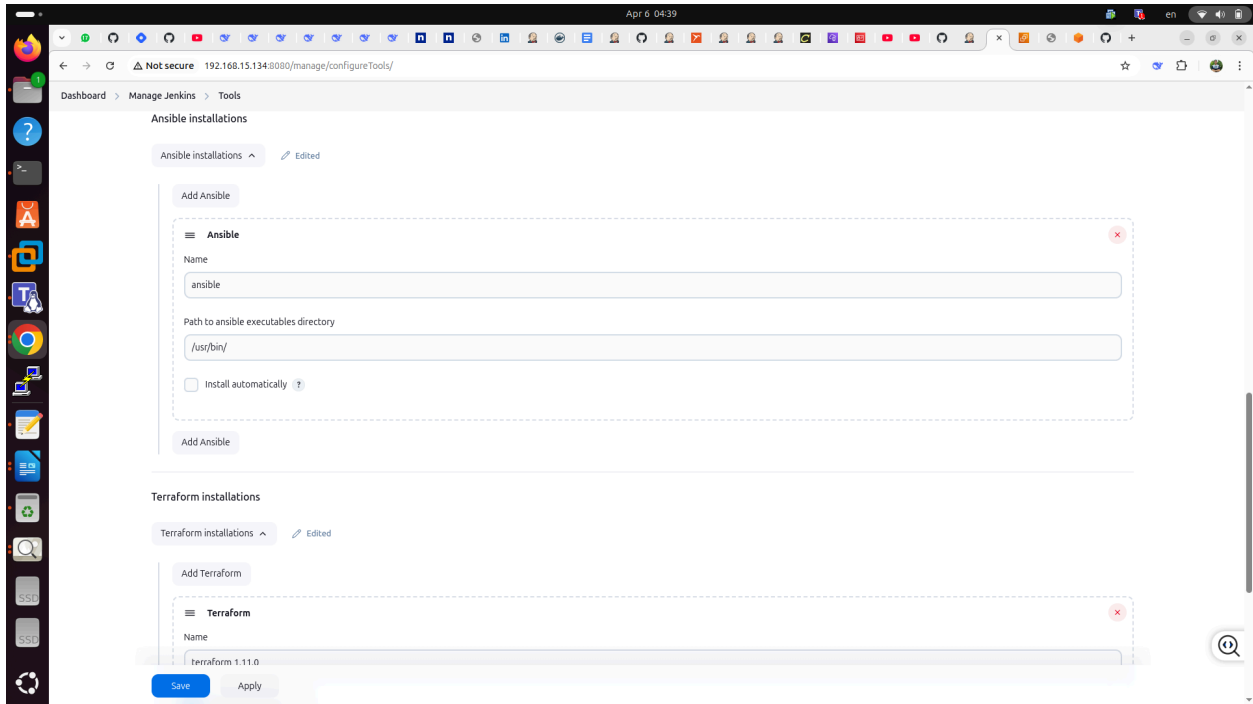 Apr 6 04:39
en
Not secure 192.168.15.134:8080/manage/configureTools/
Dashboard > Manage Jenkins > Tools
Ansible installations
Ansible installations
Edited
Add Ansible
Ansible
Name
ansible
Path to ansible executables directory
/usr/bin/
Install automatically ?
Add Ansible
Terraform installations
Terraform installations
Edited
Add Terraform
Terraform
Name
terraform 1.11.0
Save
Apply
1
SSD
SSD